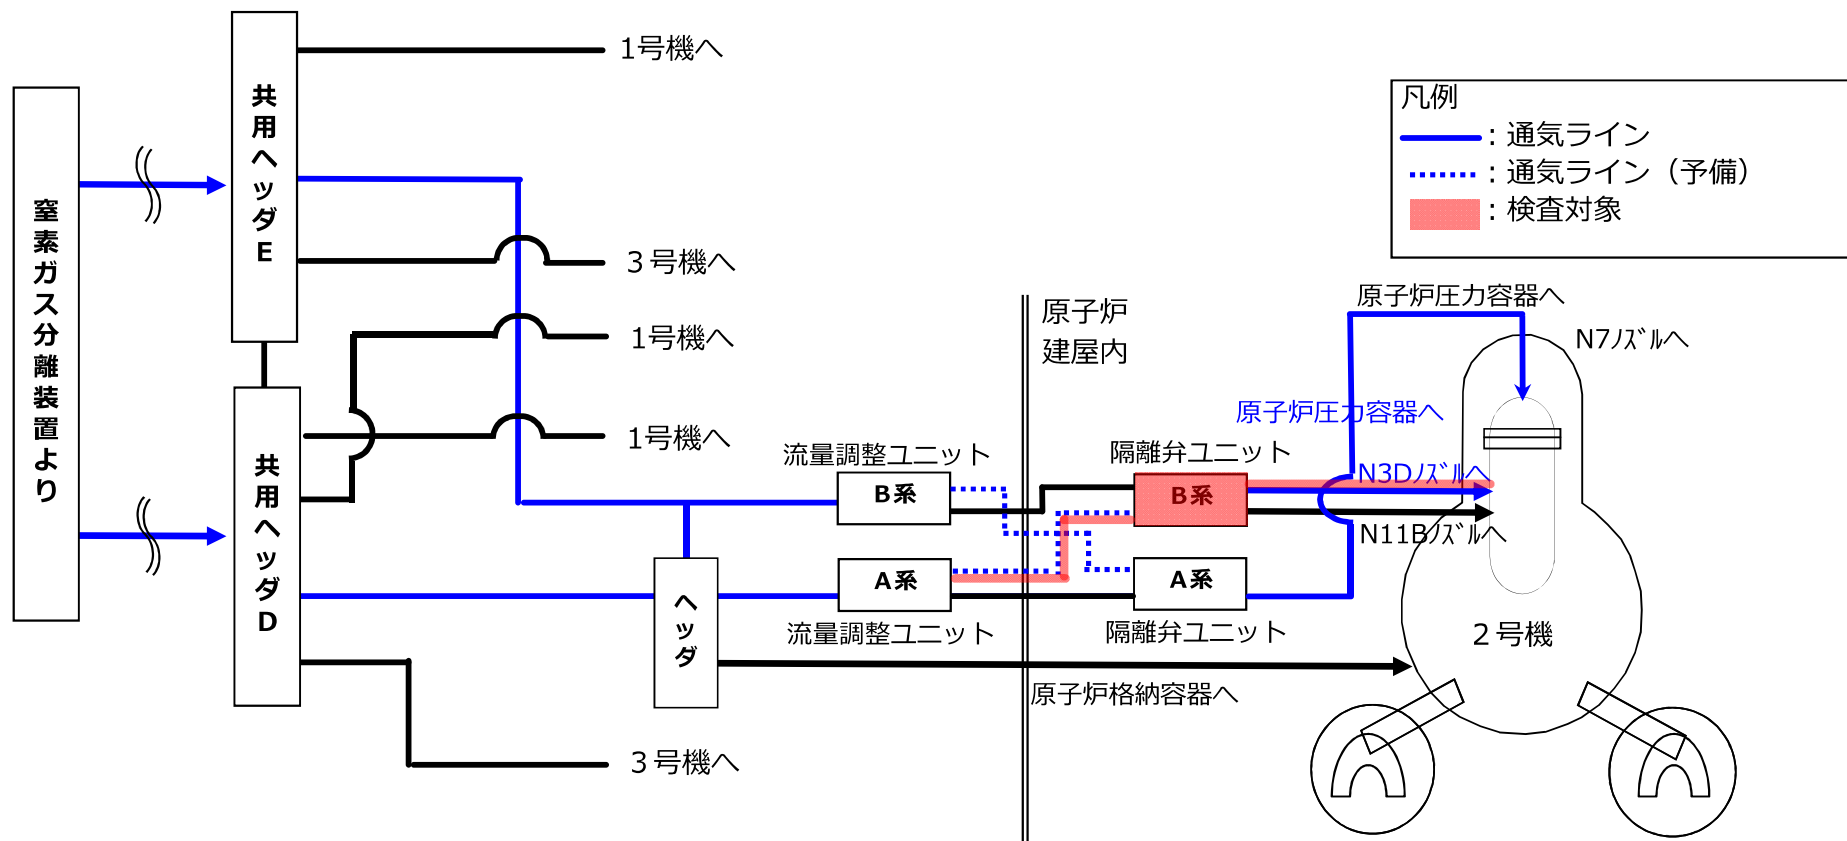 窒素ガス分離装置より
共用ヘッダE
共用ヘッダD
1号機へ
3号機へ
1号機へ
1号機へ
3号機へ
ヘッダ
流量調整ユニット
B系
A系
流量調整ユニット
原子炉
建屋内
隔離弁ユニット
B系
A系
隔離弁ユニット
原子炉格納容器へ
原子炉圧力容器へ
N7ﾉｽﾞﾙへ
原子炉圧力容器へ
N3Dﾉｽﾞﾙへ
N11Bﾉｽﾞﾙへ
2号機
凡例
：通気ライン
：通気ライン（予備）
：検査対象